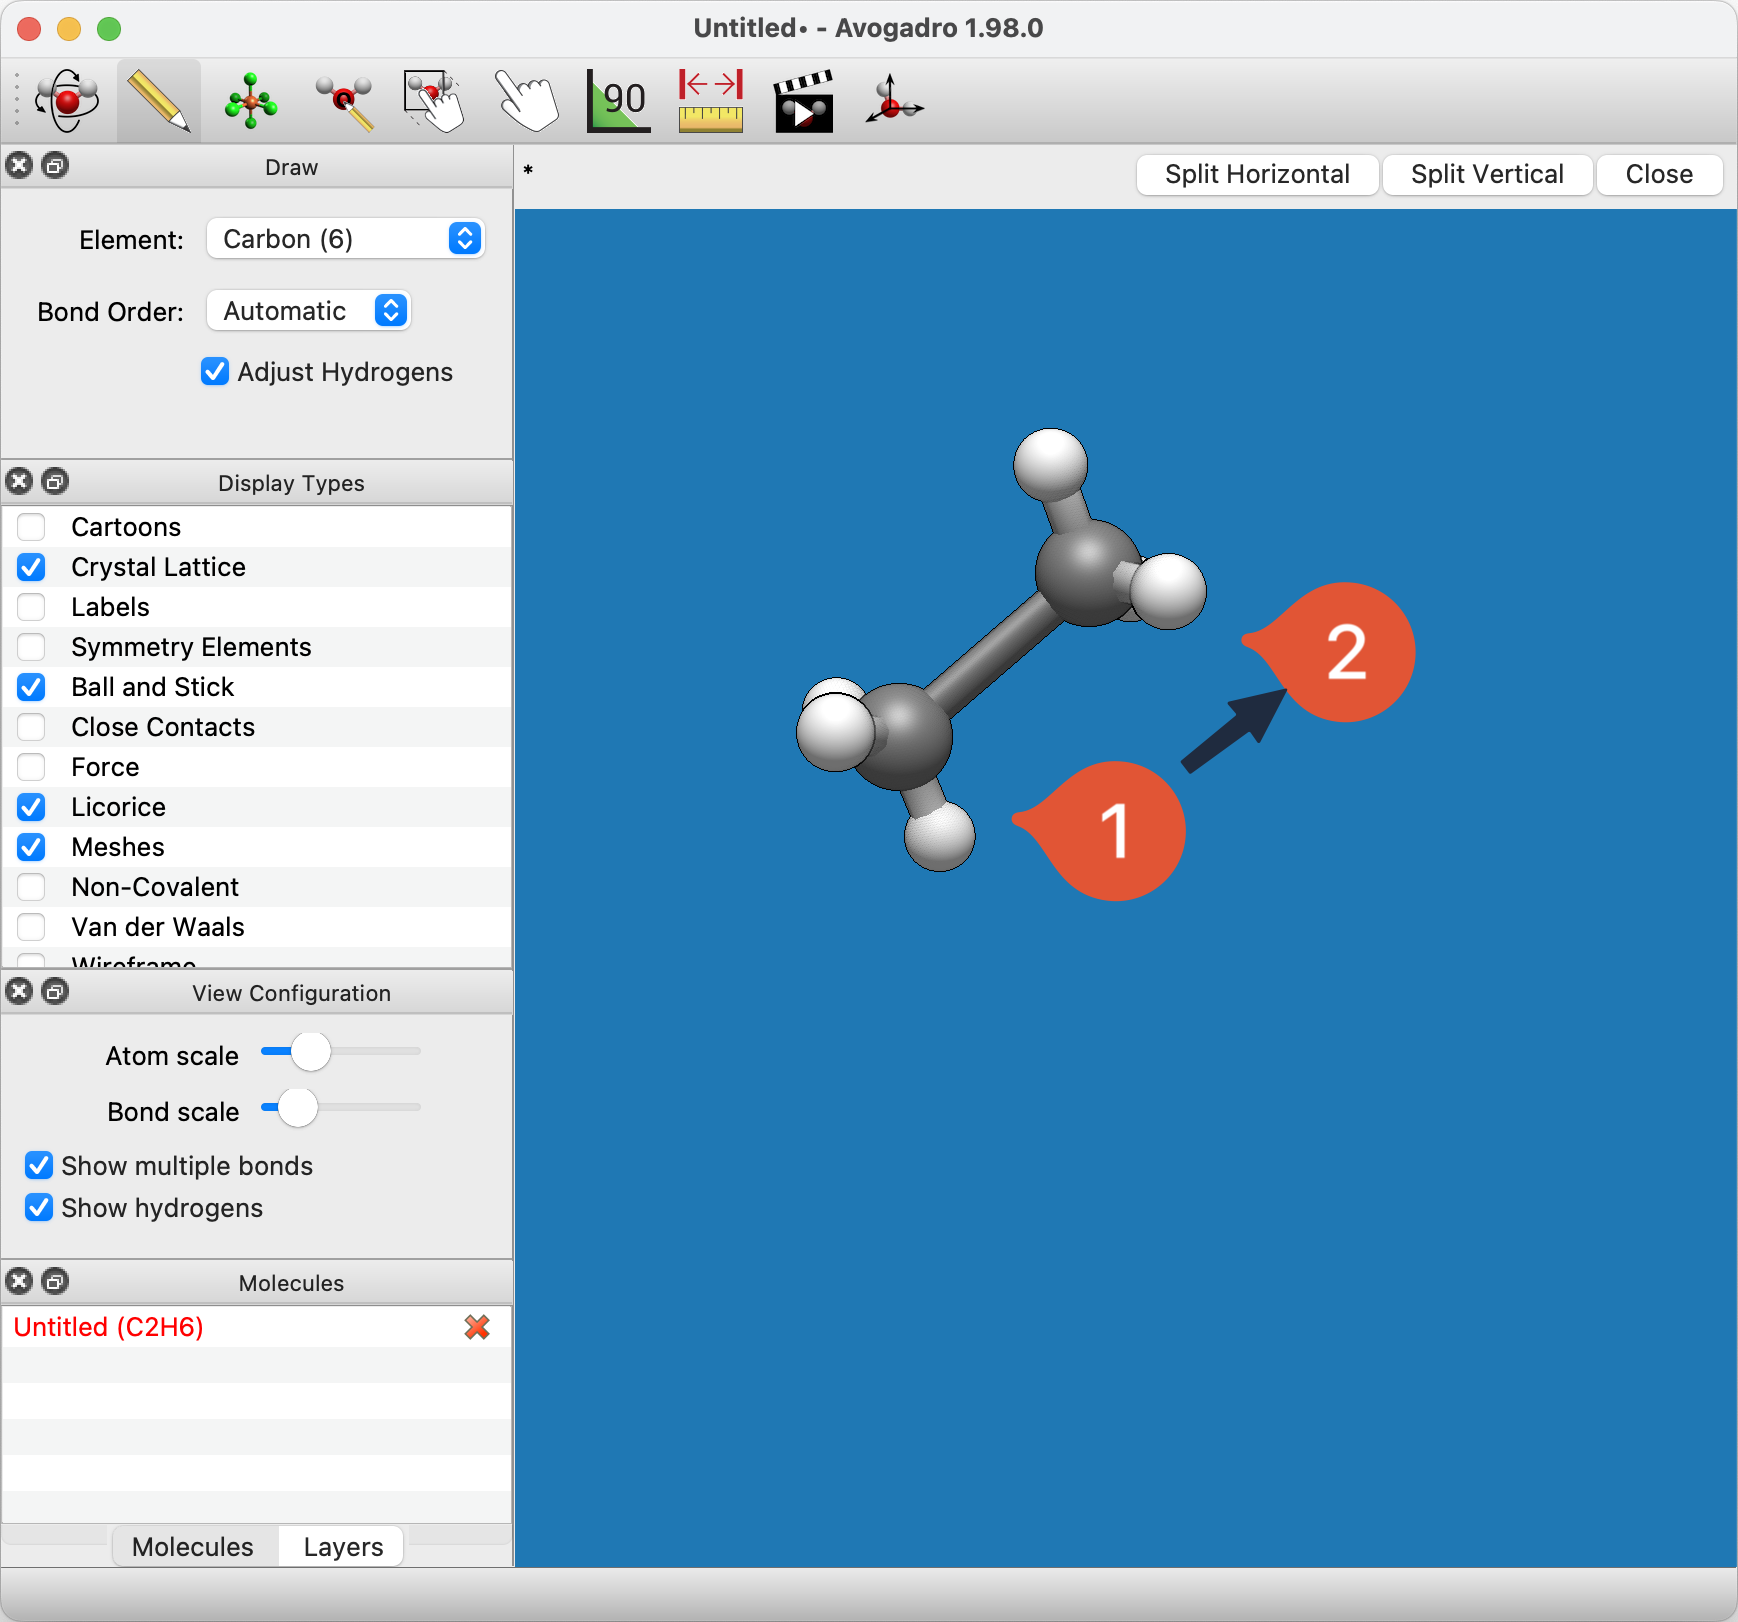 Untitled• - Avogadro 1.98.0
90
Draw
*
Split Horizontal
Split Vertical
Close
Element:
Carbon (6)
Bond Order:
Automatic
Adjust Hydrogens
Display Types
Cartoons
Crystal Lattice
Labels
Symmetry Elements
Ball and Stick
Close Contacts
Force
Licorice
Meshes
Non-Covalent
Van der Waals
Wireframe
2
1
View Configuration
Atom scale
Bond scale
Show multiple bonds
Show hydrogens
Molecules
Untitled (C2H6)
Molecules
Layers